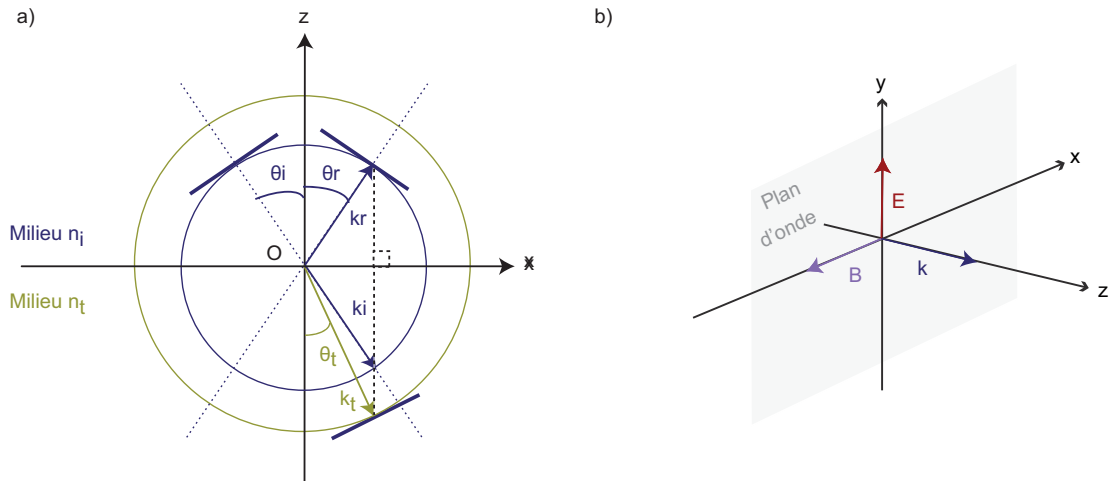 a)
z
θi
θr
kr
Milieu ni
O
x
Milieu nt
ki
θt
kt
b)
y
x
Plan
d'onde
E
B
k
z